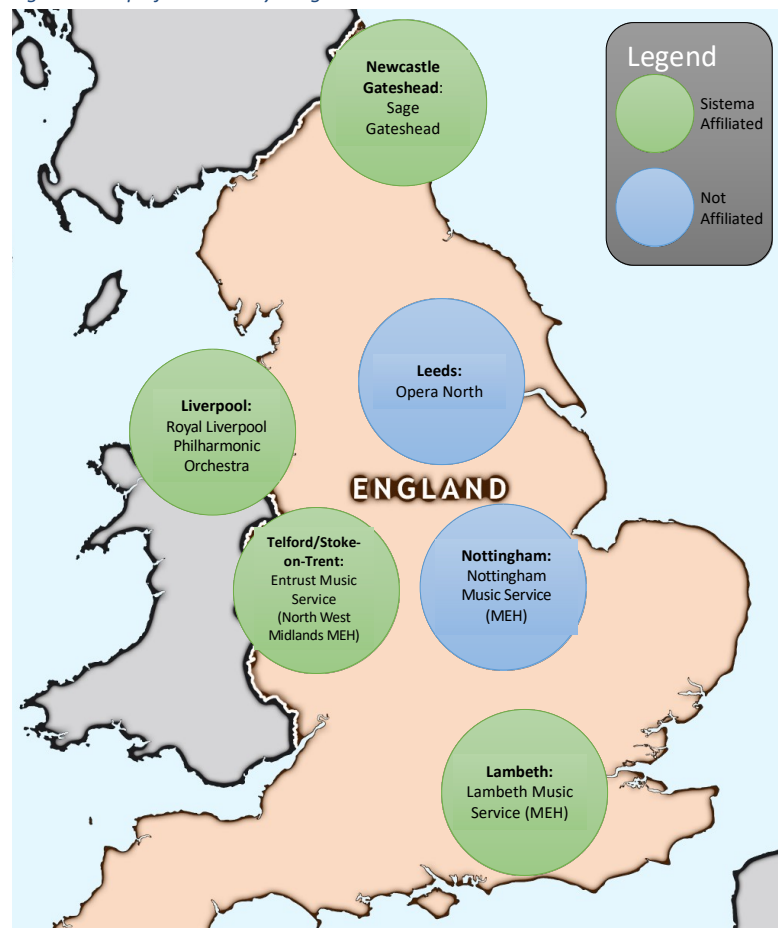 Newcastle
Gateshead:
Sage
Gateshead
Legend
Sistema
Affiliated
Not
Affiliated
Leeds:
Opera North
Liverpool:
Royal Liverpool
Philharmonic
Orchestra
ENGLAND
Telford/Stoke-
on-Trent:
Entrust Music
Service
(North West
Midlands MEH)
Nottingham:
Nottingham
Music Service
(MEH)
Lambeth:
Lambeth Music
Service (MEH)